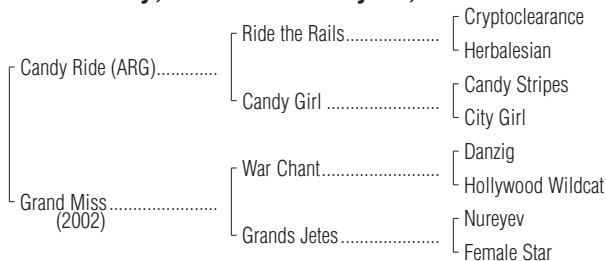 Ride the Rails.....................
Cryptoclearance
Herbalesian
Candy Ride (ARG).............
Candy Girl .........................
Candy Stripes
City Girl
War Chant..........................
Danzig
Hollywood Wildcat
Grand Miss........................
(2002)
Grands Jetes......................
Nureyev
Female Star